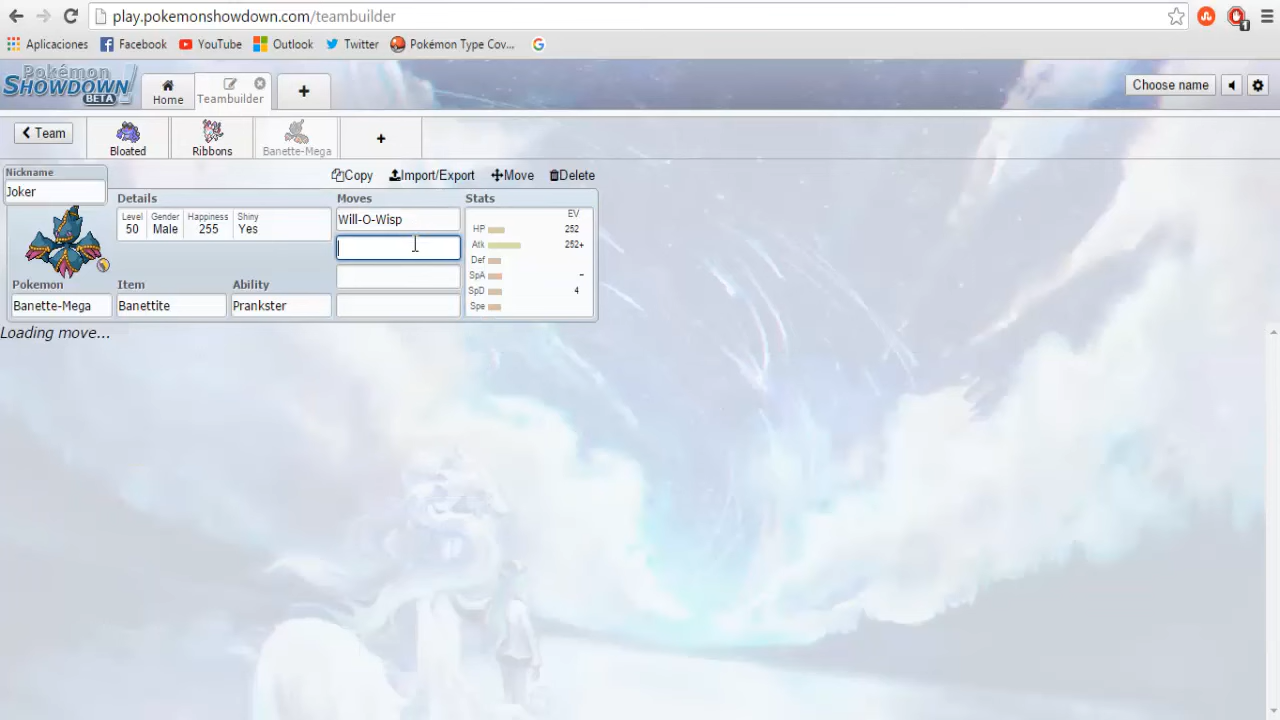 play.pokemonshowdown.com/teambuilder
1
Aplicaciones Facebook YouTube Outlook Twitter Pokémon Type Cov... G
Pokémon
SHOWDOWN!
BETA
Home
Teambuilder
+
Choose name
Team
Bloated
Ribbons
Banette-Mega
+
Nickname
Joker
Copy Import/Export Move Delete
Details
Level Gender Happiness Shiny
50 Male 255 Yes
Moves
Will-O-Wisp
Stats
EV
HP 252
Atk 252+
Def
SpA −
SpD 4
Spe
Pokemon Item Ability
Banette-Mega Banettite Prankster
Loading move...